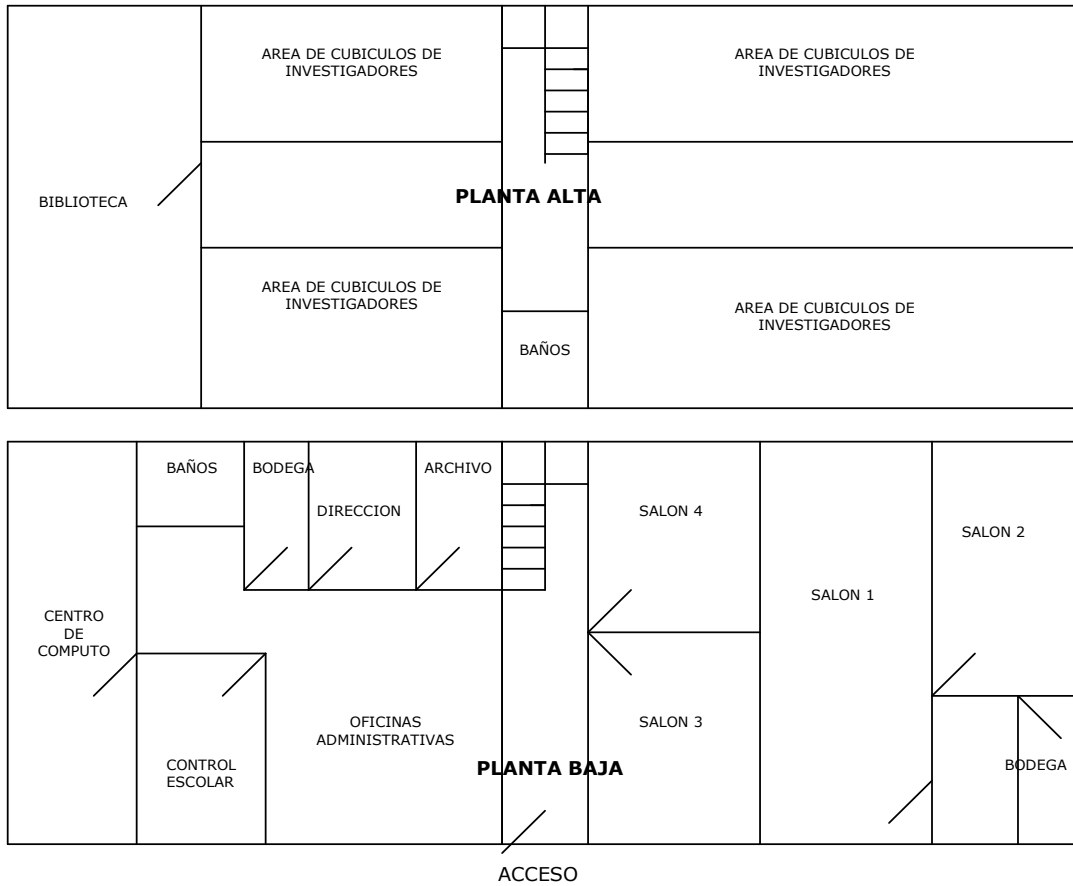 AREA DE CUBICULOS DE
INVESTIGADORES
AREA DE CUBICULOS DE
INVESTIGADORES
BIBLIOTECA
PLANTA ALTA
AREA DE CUBICULOS DE
INVESTIGADORES
AREA DE CUBICULOS DE
INVESTIGADORES
BAÑOS
BAÑOS
BODEGA
ARCHIVO
DIRECCION
SALON 4
SALON 2
SALON 1
CENTRO
DE
COMPUTO
OFICINAS
ADMINISTRATIVAS
SALON 3
CONTROL
ESCOLAR
PLANTA BAJA
BODEGA
ACCESO